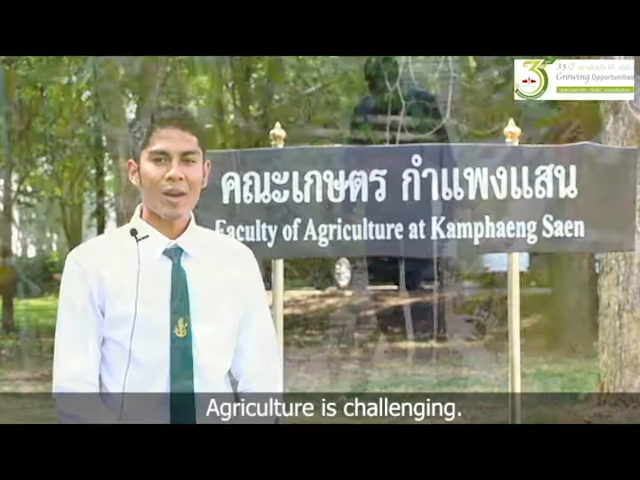 35
Growing Opportunities
คณะเกษตร กำแพงแสน
Faculty of Agriculture at Kamphaeng Saen
Agriculture is challenging.